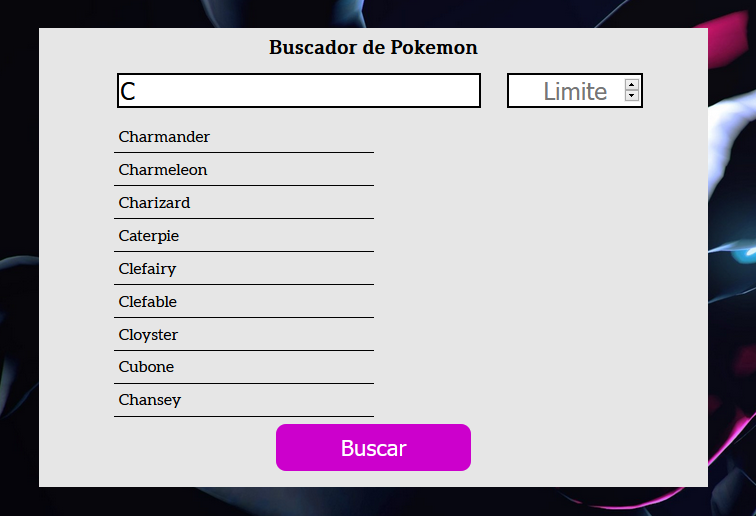 Buscador de Pokemon
C
Limite
Charmander
Charmeleon
Charizard
Caterpie
Clefairy
Clefable
Cloyster
Cubone
Chansey
Buscar